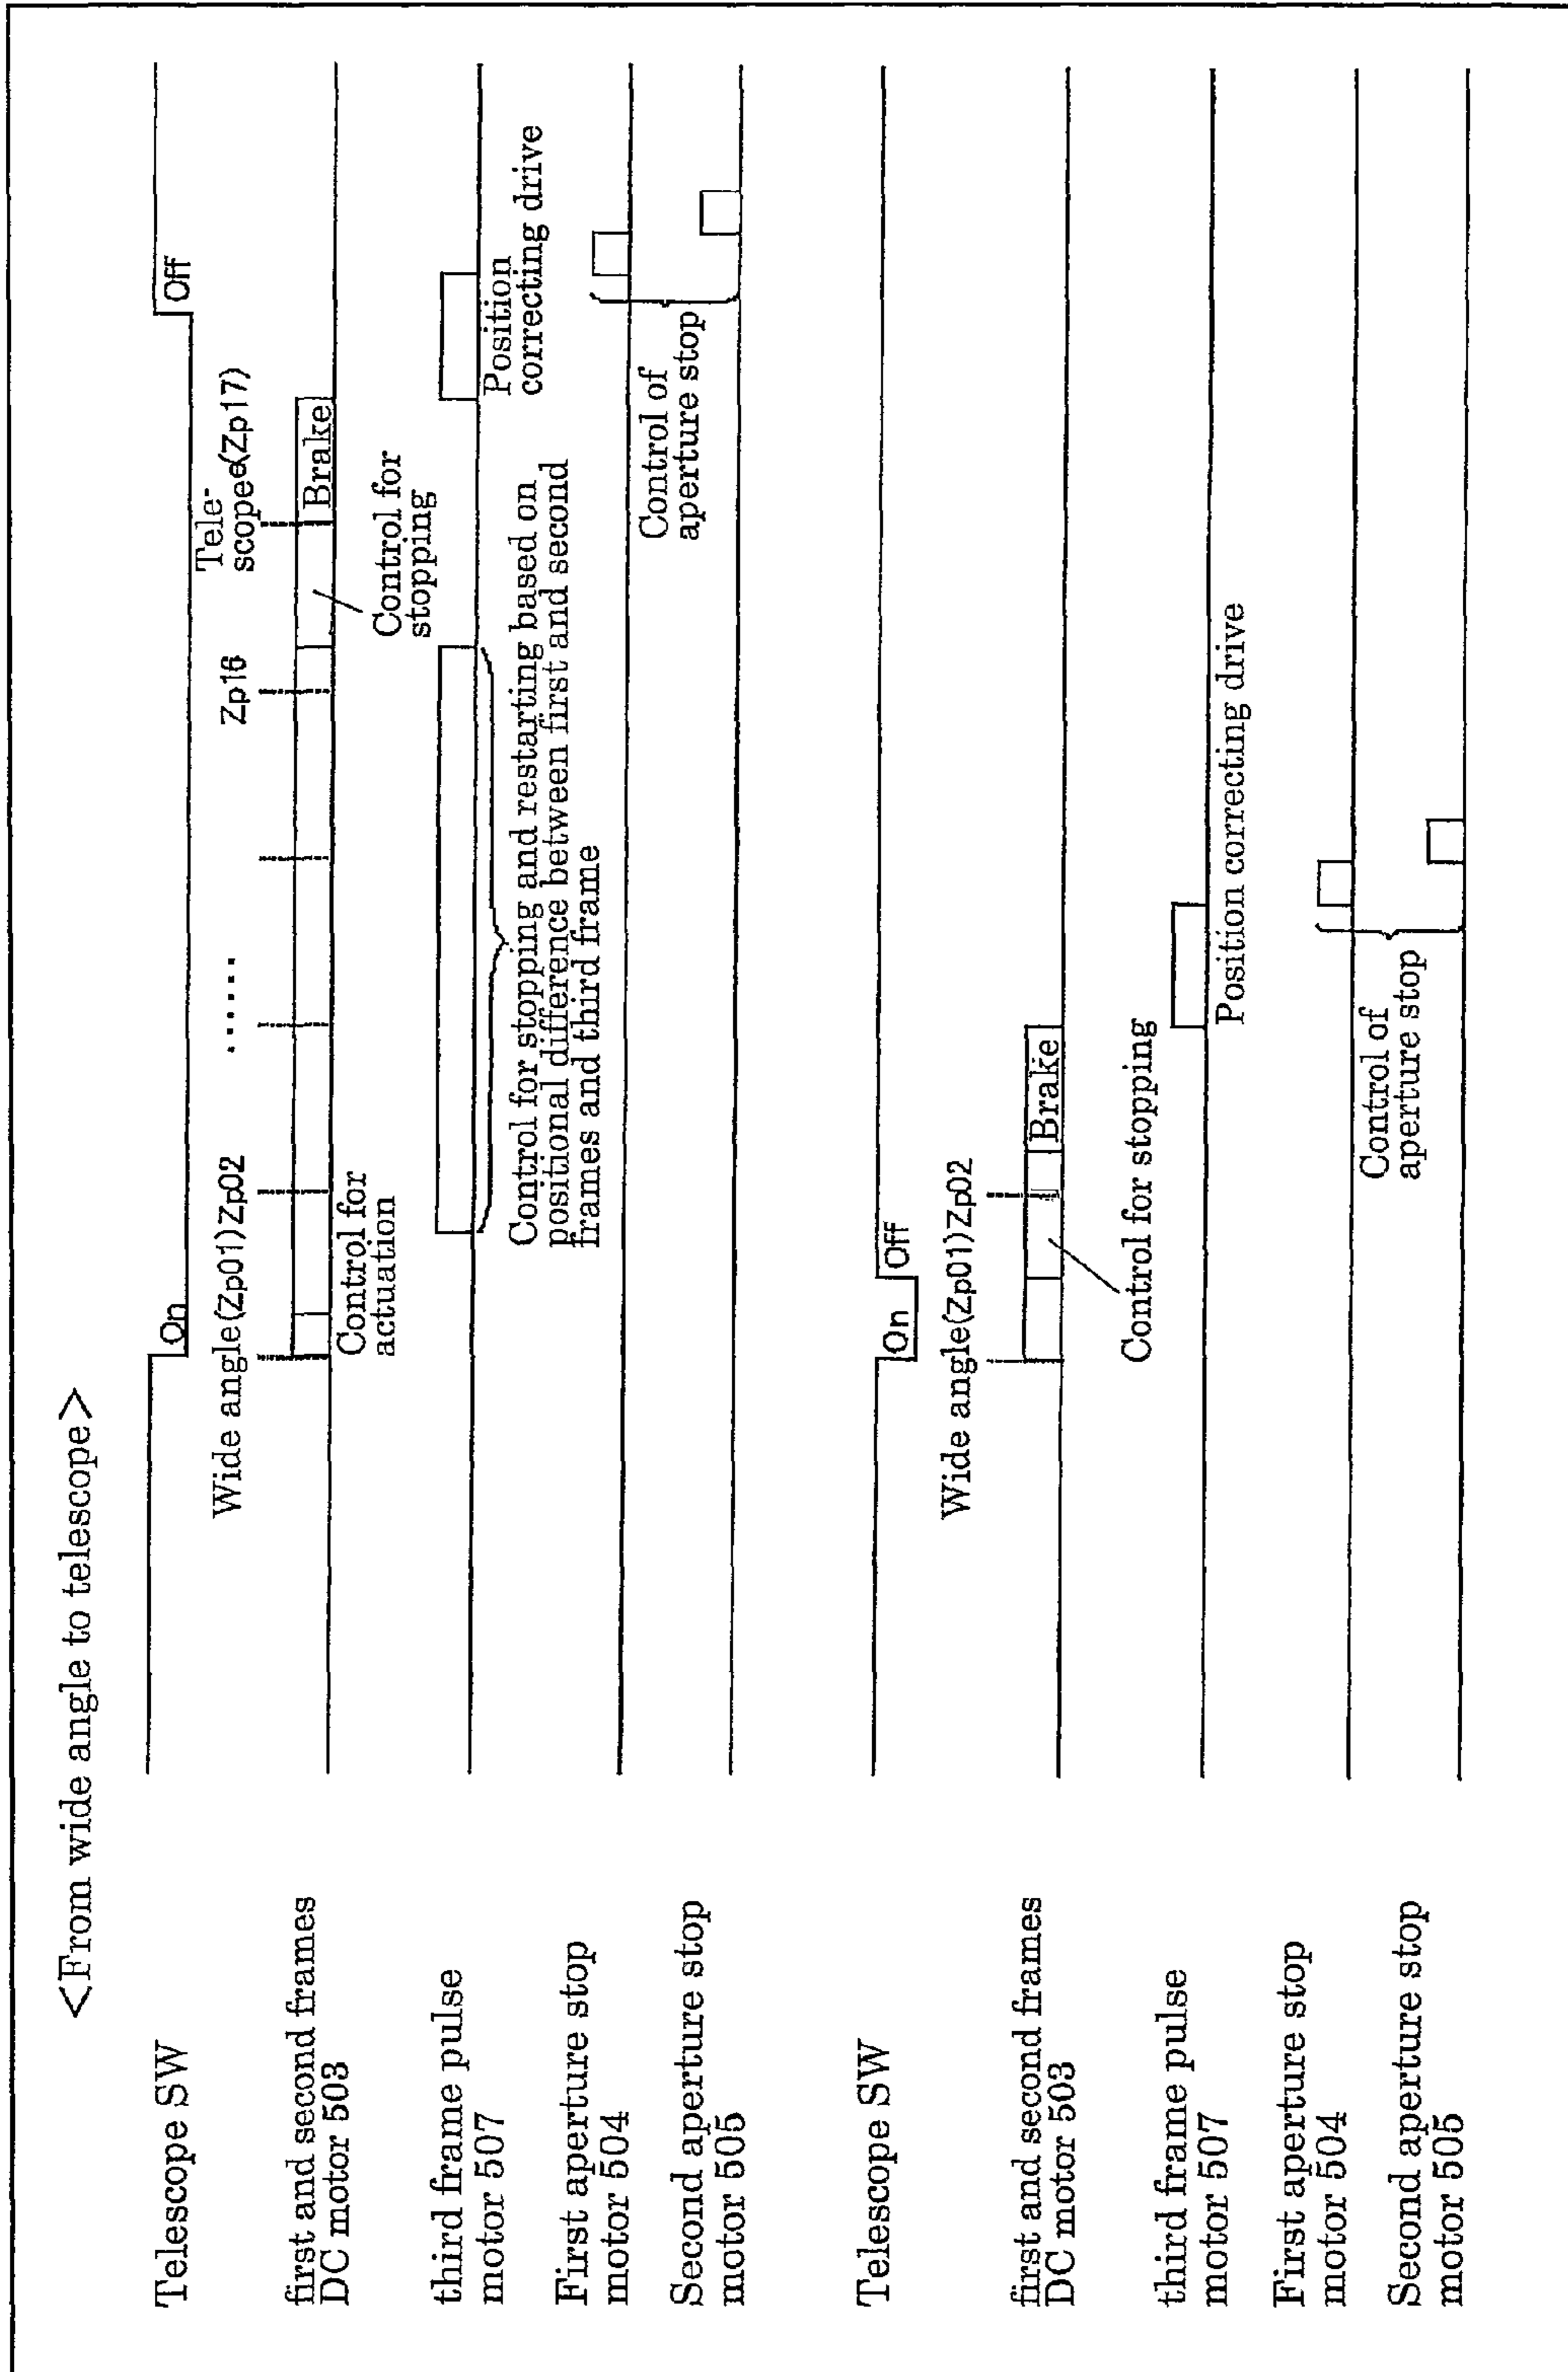 <From wide angle to telescope>
Telescope SW
On
Off
Wide angle(Zp01)Zp02
......
Zp16
Tele-
scope(Zp17)
first and second frames
DC motor 503
Brake
Control for
actuation
Control for
stopping
third frame pulse
motor 507
Control for stopping and restarting based on
positional difference between first and second
frames and third frame
Position
correcting drive
First aperture stop
motor 504
Second aperture stop
motor 505
Control of
aperture stop
Telescope SW
On
Off
Wide angle(Zp01)Zp02
first and second frames
DC motor 503
Brake
Control for stopping
third frame pulse
motor 507
Position correcting drive
First aperture stop
motor 504
Second aperture stop
motor 505
Control of
aperture stop